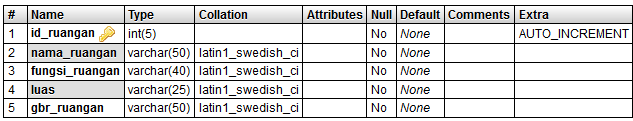 # Name Type Collation Attributes Null Default Comments Extra
1 id_ruangan int(5) No None AUTO_INCREMENT
2 nama_ruangan varchar(50) latin1_swedish_ci No None
3 fungsi_ruangan varchar(40) latin1_swedish_ci No None
4 luas varchar(25) latin1_swedish_ci No None
5 gbr_ruangan varchar(50) latin1_swedish_ci No None